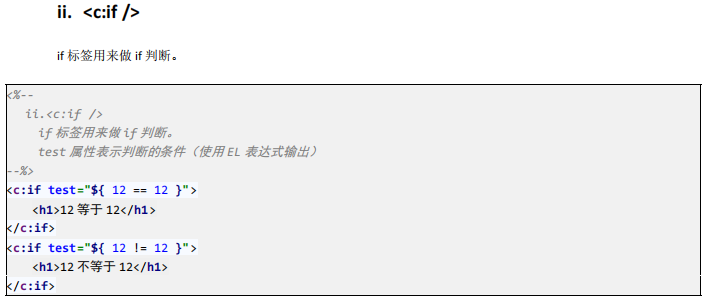 ii. <c:if />
if 标签用来做 if 判断。
<%--
ii.<c:if />
if 标签用来做 if 判断。
test 属性表示判断的条件（使用 EL 表达式输出）
--%>
<c:if test="${ 12 == 12 }">
<h1>12 等于 12</h1>
</c:if>
<c:if test="${ 12 != 12 }">
<h1>12 不等于 12</h1>
</c:if>